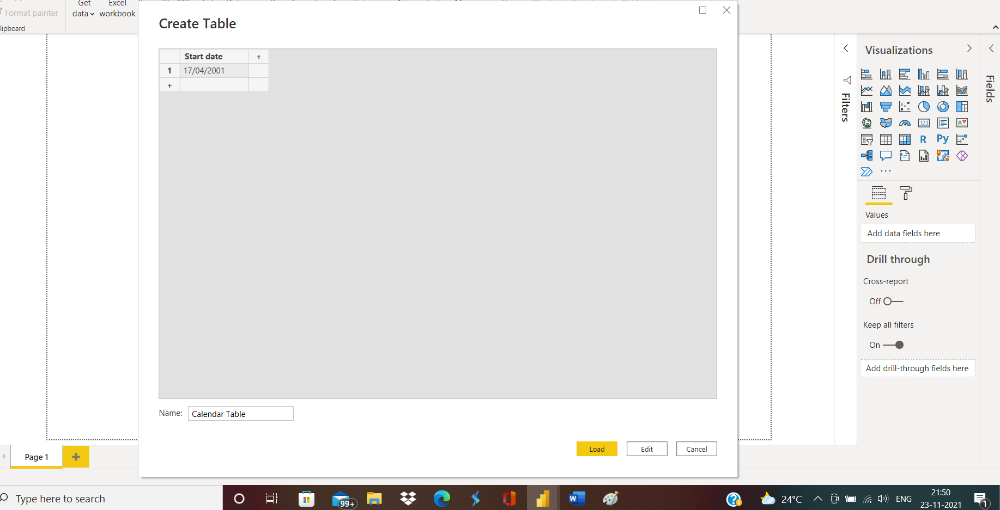 Get
Excel
Format painter
data
workbook
lipboard
Create Table
Start date
+
1
17/04/2001
+
Name:
Calendar Table
Load
Edit
Cancel
Filters
Visualizations
123
R
Py
...
Values
Add data fields here
Drill through
Cross-report
Off
Keep all filters
On
Add drill-through fields here
Fields
Page 1
+
Type here to search
99+
W
24°C
ENG
21:50
23-11-2021
1